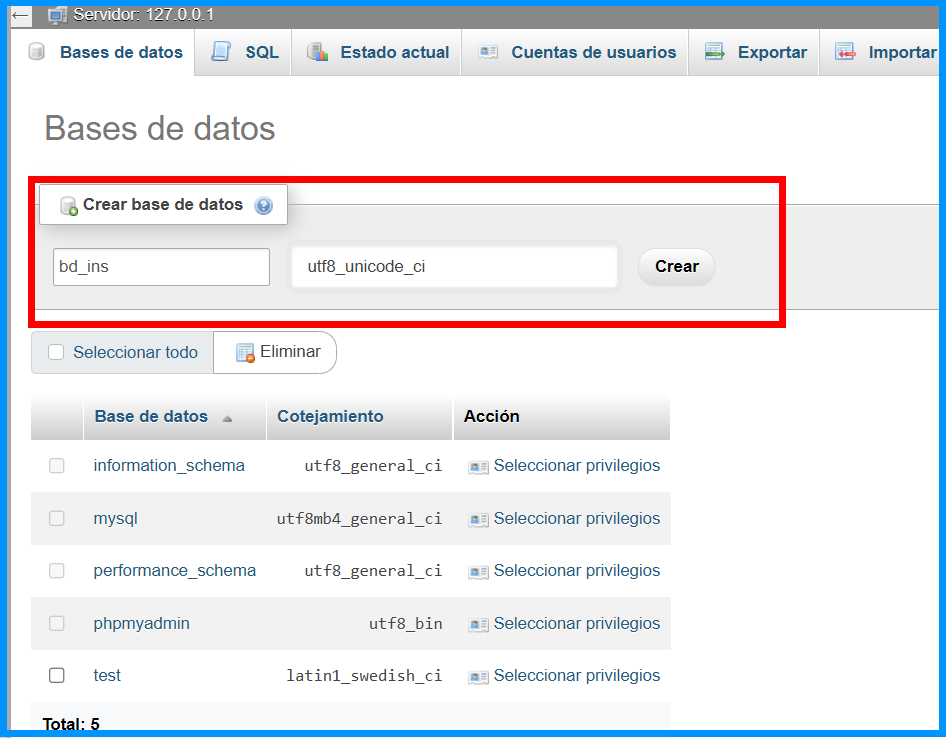 Servidor: 127.0.0.1
Bases de datos SQL Estado actual Cuentas de usuarios Exportar Importar
Bases de datos
Crear base de datos
bd_ins utf8_unicode_ci Crear
Seleccionar todo Eliminar
Base de datos Cotejamiento Acción
information_schema utf8_general_ci Seleccionar privilegios
mysql utf8mb4_general_ci Seleccionar privilegios
performance_schema utf8_general_ci Seleccionar privilegios
phpmyadmin utf8_bin Seleccionar privilegios
test latin1_swedish_ci Seleccionar privilegios
Total: 5